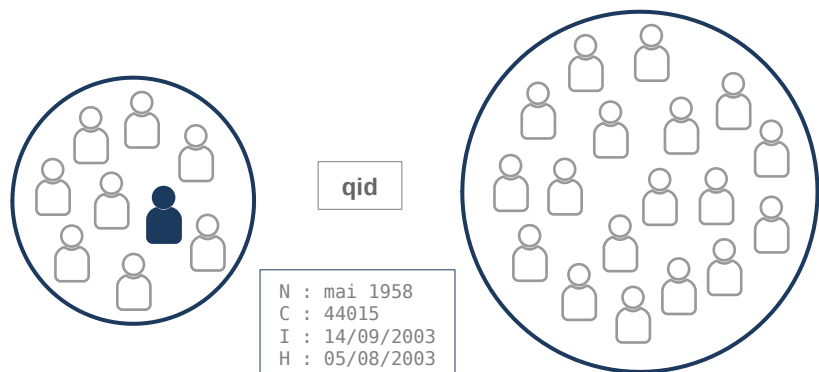 qid
N : mai 1958
C : 44015
I : 14/09/2003
H : 05/08/2003